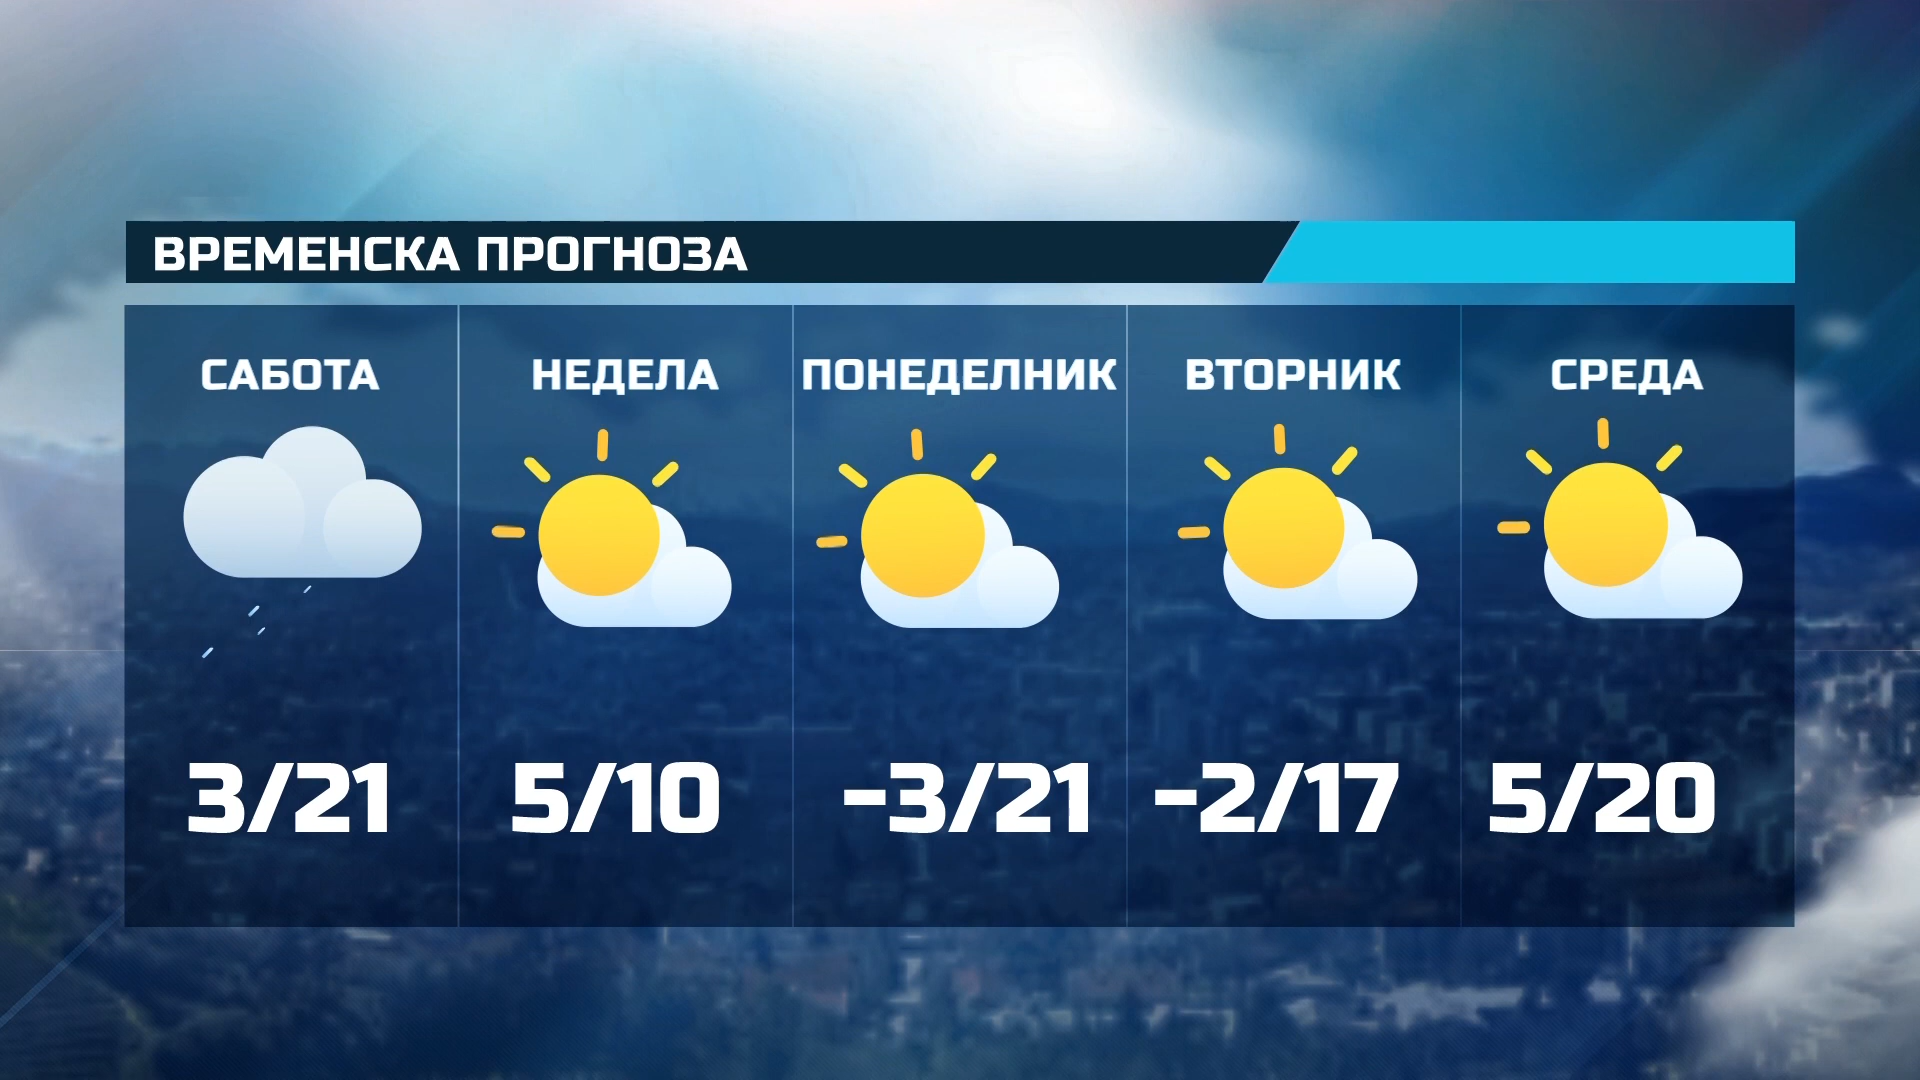 ВРЕМЕНСКА ПРОГНОЗА
САБОТА НЕДЕЛА ПОНЕДЕЛНИК ВТОРНИК СРЕДА
3/21 5/10 -3/21 -2/17 5/20